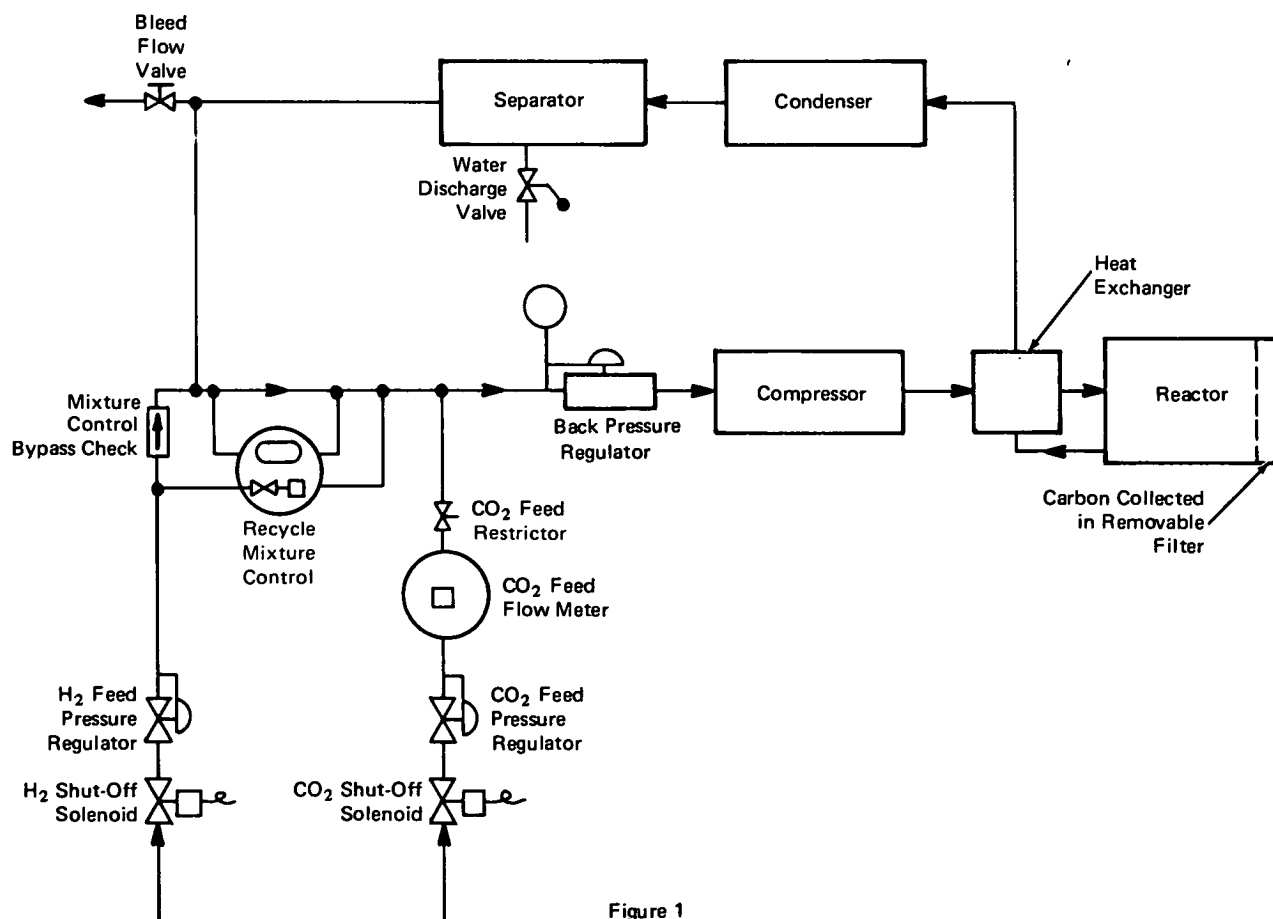 Bleed
Flow
Valve
Separator
Condenser
Water
Discharge
Valve
Heat
Exchanger
Mixture
Control
Bypass Check
Compressor
Reactor
Back Pressure
Regulator
Recycle
Mixture
Control
CO₂ Feed
Restrictor
Carbon Collected
in Removable
Filter
CO₂ Feed
Flow Meter
H₂ Feed
Pressure
Regulator
CO₂ Feed
Pressure
Regulator
H₂ Shut-Off
Solenoid
CO₂ Shut-Off
Solenoid
Figure 1